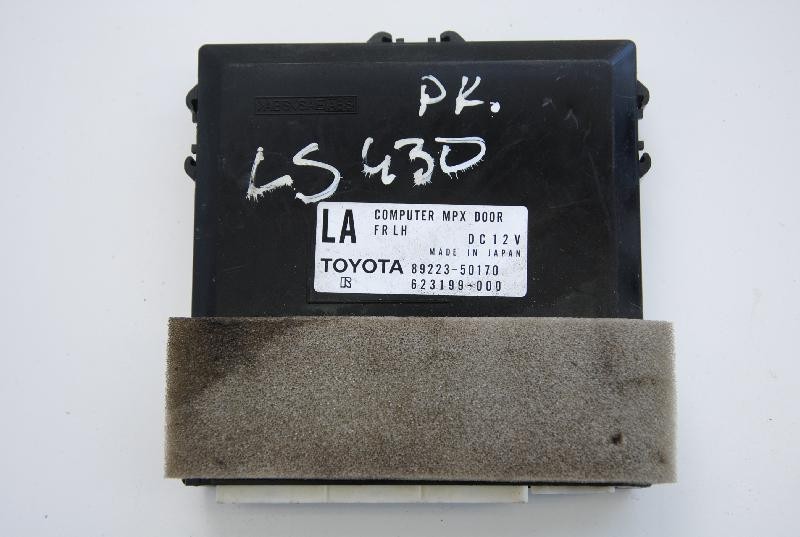 PK.
LS 430
LA COMPUTER MPX DOOR
FR LH DC12V
MADE IN JAPAN
TOYOTA 89223-50170
R 623199-000